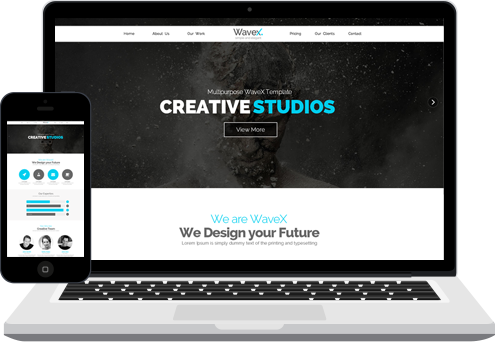 Home About Us Our Work WaveX Pricing Our Clients Contact
Multipurpose WaveX Template
CREATIVE STUDIOS
View More
We are WaveX
We Design your Future
Lorem Ipsum is simply dummy text of the printing and typesetting
CREATIVE STUDIOS
We Design your Future
Creative Team